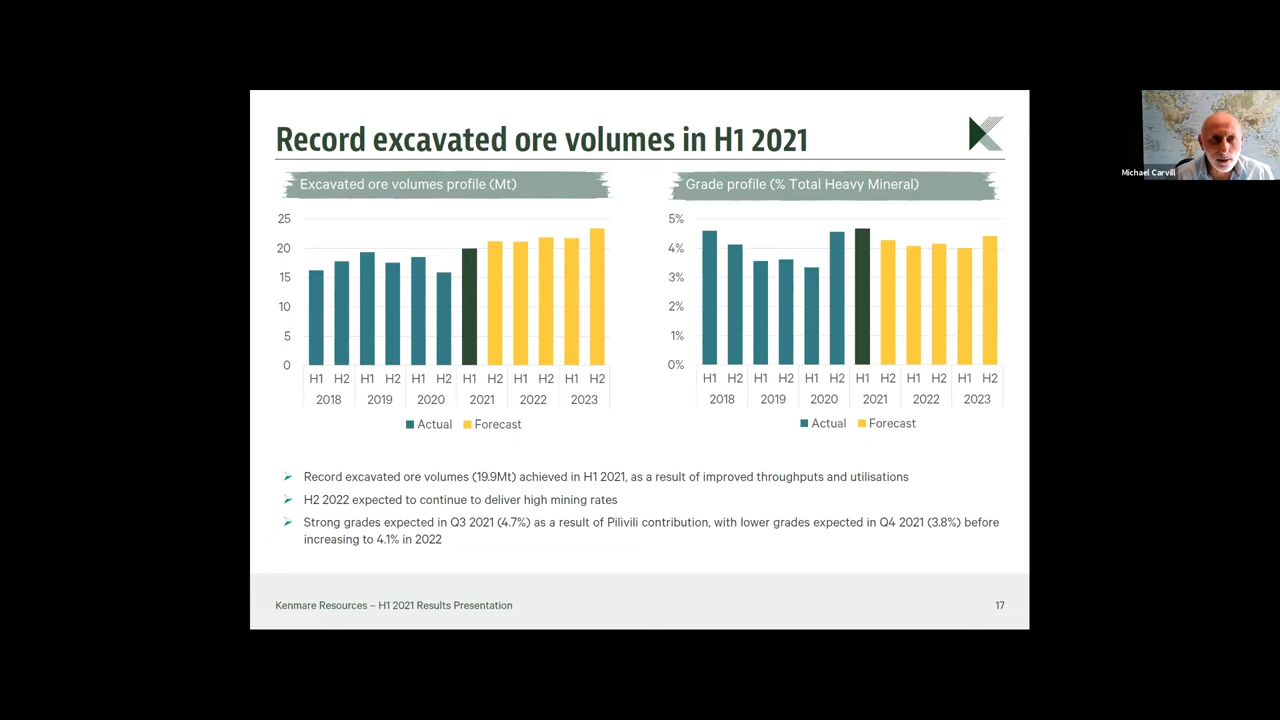 Record excavated ore volumes in H1 2021
Excavated ore volumes profile (Mt)
25
20
15
10
5
0
H1 H2 H1 H2 H1 H2 H1 H2 H1 H2 H1 H2
2018 2019 2020 2021 2022 2023
Actual Forecast
Grade profile (% Total Heavy Mineral)
5%
4%
3%
2%
1%
0%
H1 H2 H1 H2 H1 H2 H1 H2 H1 H2 H1 H2
2018 2019 2020 2021 2022 2023
Actual Forecast
Record excavated ore volumes (19.9Mt) achieved in H1 2021, as a result of improved throughputs and utilisations
H2 2022 expected to continue to deliver high mining rates
Strong grades expected in Q3 2021 (4.7%) as a result of Pilivili contribution, with lower grades expected in Q4 2021 (3.8%) before
increasing to 4.1% in 2022
Kenmare Resources – H1 2021 Results Presentation
17
Michael Carvill